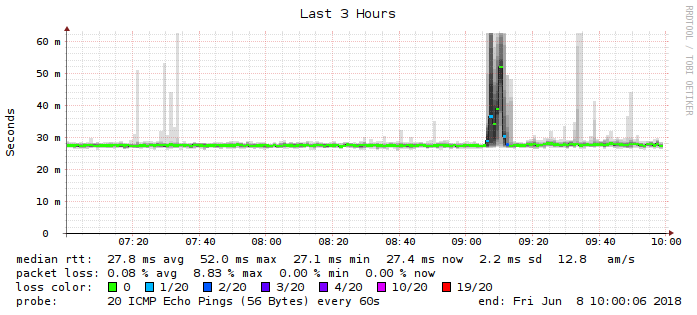 Last 3 Hours
RRDTOOL / TOBI OETIKER
Seconds
60 m
50 m
40 m
30 m
20 m
10 m
0
07:20 07:40 08:00 08:20 08:40 09:00 09:20 09:40 10:00
median rtt: 27.8 ms avg 52.0 ms max 27.1 ms min 27.4 ms now 2.2 ms sd 12.8 am/s
packet loss: 0.08 % avg 8.83 % max 0.00 % min 0.00 % now
loss color: 0 1/20 2/20 3/20 4/20 10/20 19/20
probe: 20 ICMP Echo Pings (56 Bytes) every 60s end: Fri Jun 8 10:00:06 2018